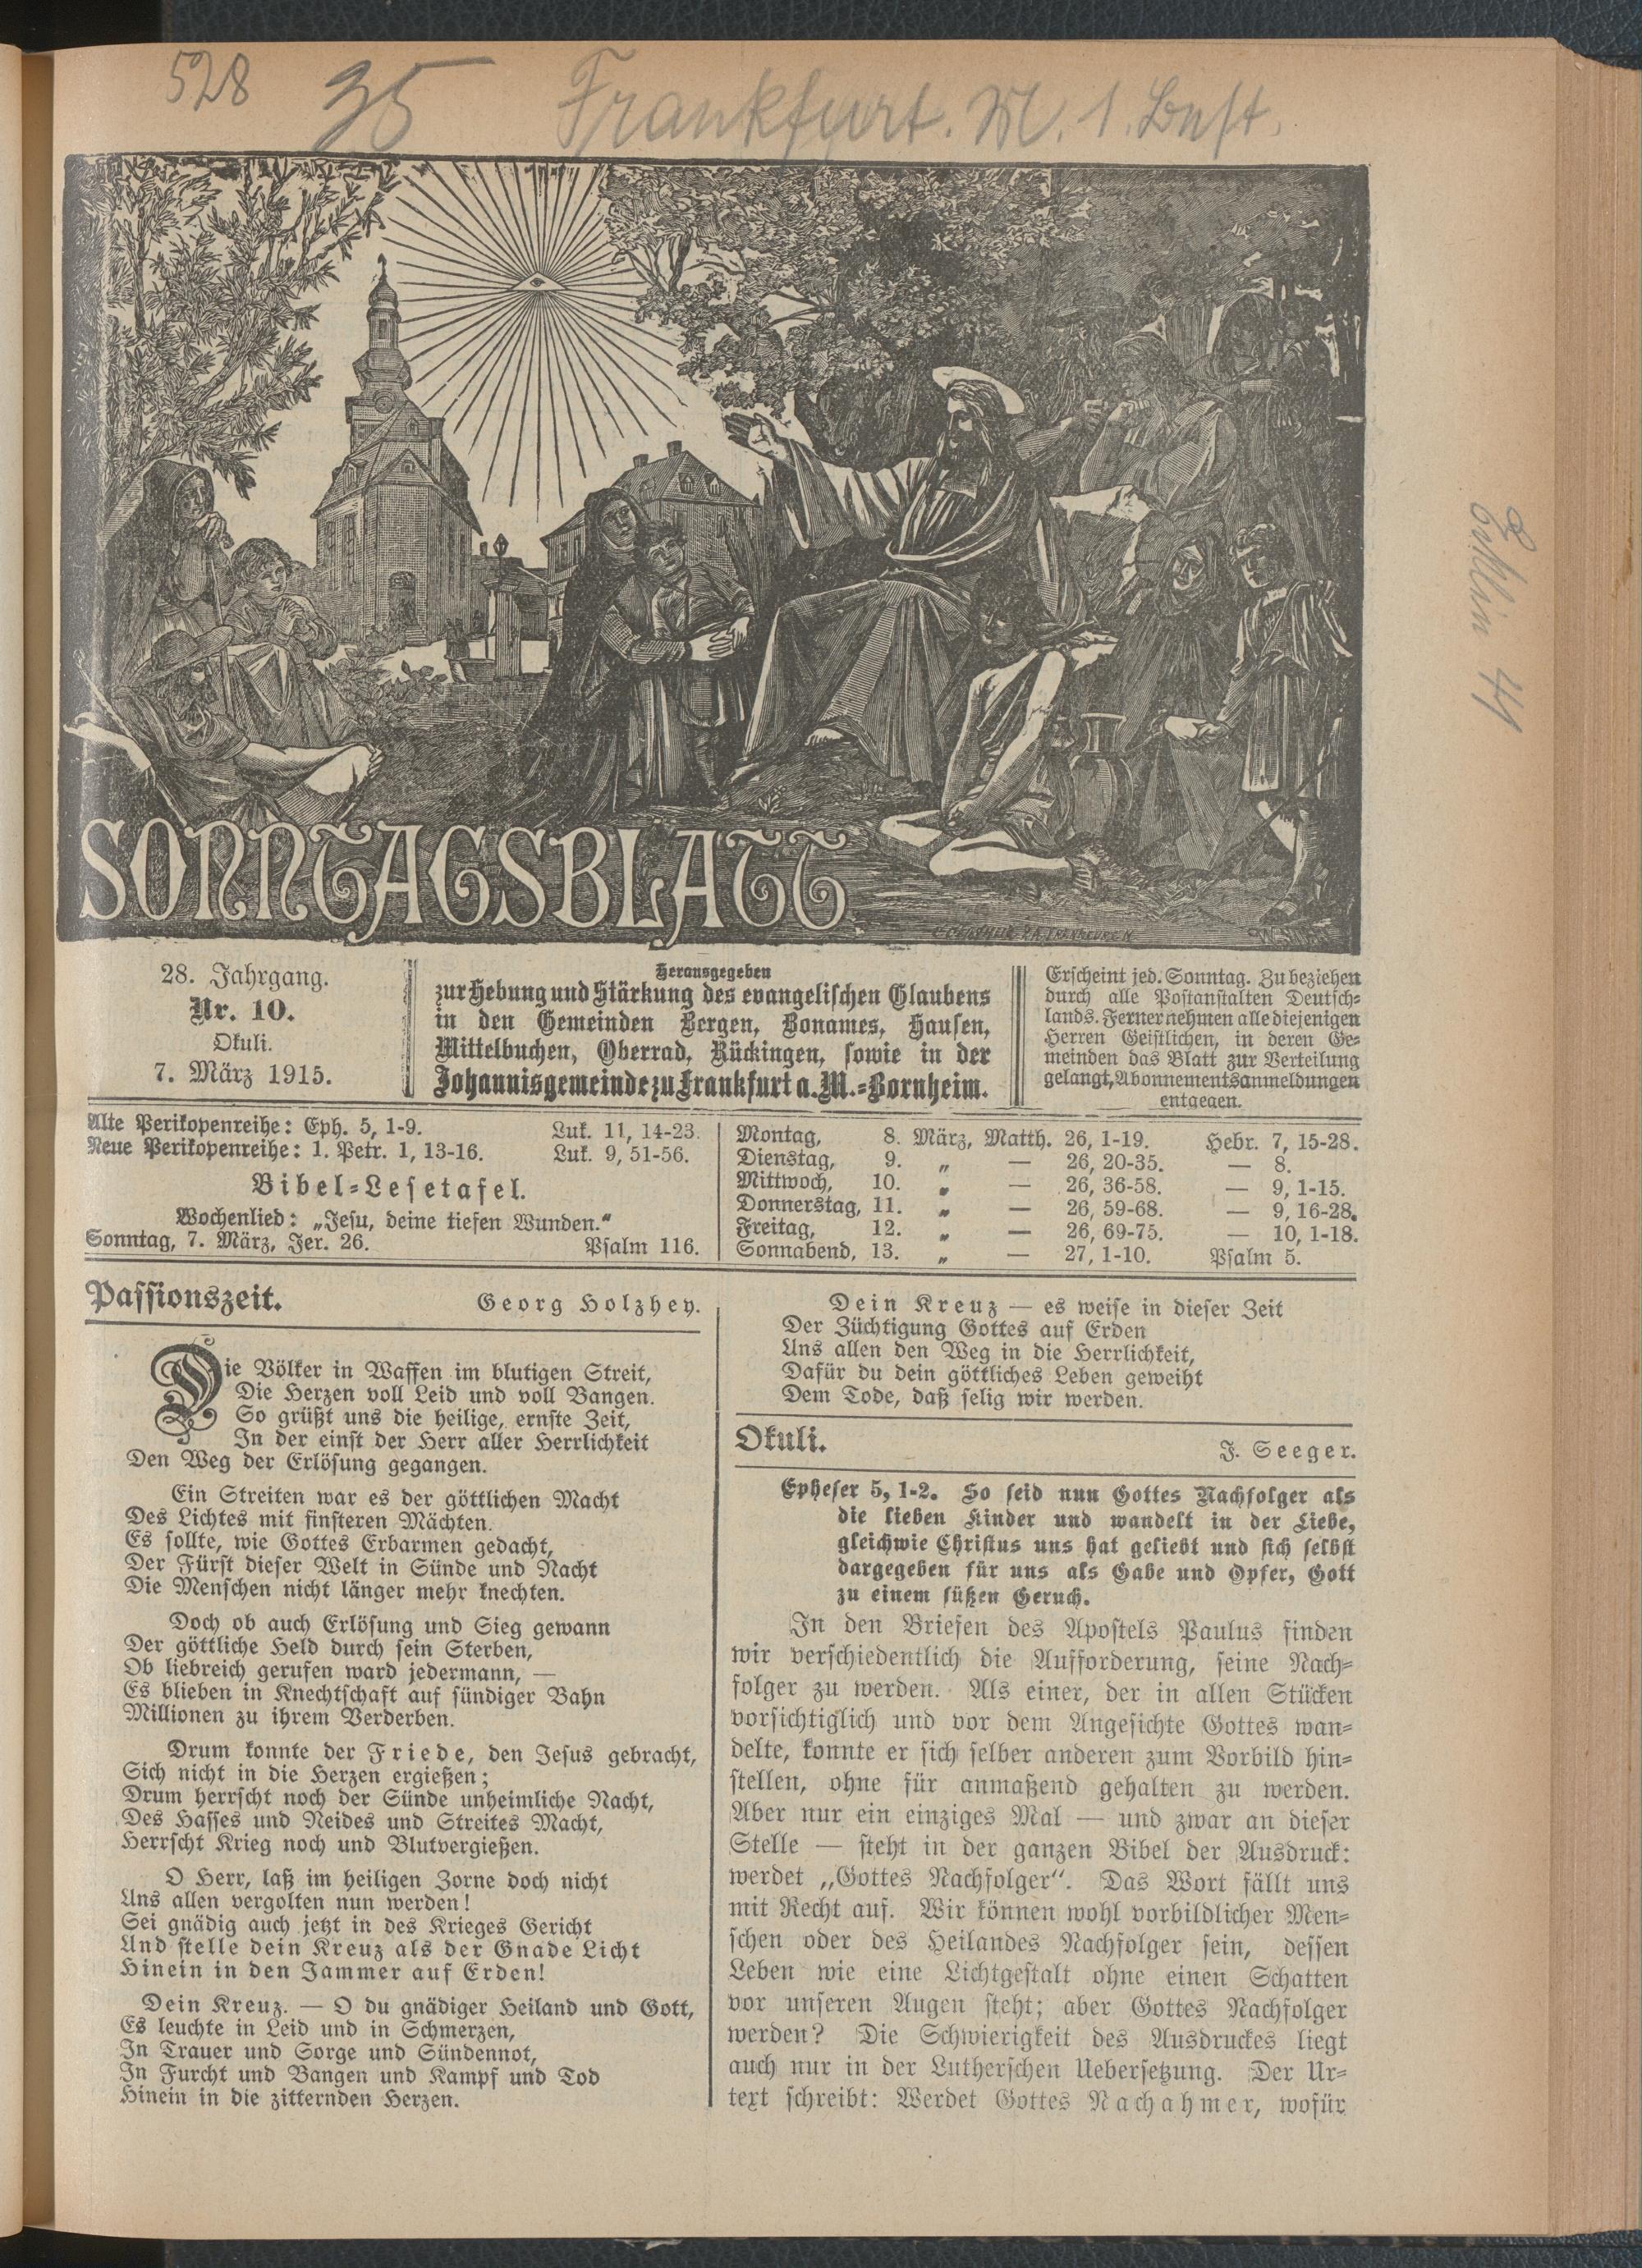 528 35 Frankfurt. M. 1.
SONNTAGSBLATT
28. Jahrgang.
Nr. 10.
Okuli.
7. März 1915.
Herausgegeben
zur Hebung und Stärkung des evangelischen Glaubens
in den Gemeinden Bergen, Bonames, Hausen,
Mittelbuchen, Oberrad, Rückingen, sowie in der
Johannisgemeinde zu Frankfurt a. M.-Bornheim.
Erscheint jed. Sonntag. Zu beziehen
durch alle Postanstalten Deutsch-
lands. Ferner nehmen alle diejenigen
Herren Geistlichen, in deren Ge-
meinden das Blatt zur Verteilung
gelangt, Abonnementsanmeldungen
entgegen.
Alte Perikopenreihe: Eph. 5, 1-9. Luk. 11, 14-23.
Neue Perikopenreihe: 1. Petr. 1, 13-16. Luk. 9, 51-56.
Bibel-Lesetafel.
Wochenlied: „Jesu, deine tiefen Wunden.“
Sonntag, 7. März, Jer. 26. Psalm 116.
Montag, 8. März, Matth. 26, 1-19. Hebr. 7, 15-28.
Dienstag, 9. „ — 26, 20-35. — 8.
Mittwoch, 10. „ — 26, 36-58. — 9, 1-15.
Donnerstag, 11. „ — 26, 59-68. — 9, 16-28.
Freitag, 12. „ — 26, 69-75. — 10, 1-18.
Sonnabend, 13. „ — 27, 1-10. Psalm 5.
Passionszeit. Georg Holzhey.
Die Völker in Waffen im blutigen Streit,
Die Herzen voll Leid und voll Bangen.
So grüßt uns die heilige, ernste Zeit,
In der einst der Herr aller Herrlichkeit
Den Weg der Erlösung gegangen.
Ein Streiten war es der göttlichen Macht
Des Lichtes mit finsteren Mächten.
Es sollte, wie Gottes Erbarmen gedacht,
Der Fürst dieser Welt in Sünde und Nacht
Die Menschen nicht länger mehr knechten.
Doch ob auch Erlösung und Sieg gewann
Der göttliche Held durch sein Sterben,
Ob liebreich gerufen ward jedermann, —
Es blieben in Knechtschaft auf sündiger Bahn
Millionen zu ihrem Verderben.
Drum konnte der Friede, den Jesus gebracht,
Sich nicht in die Herzen ergießen;
Drum herrscht noch der Sünde unheimliche Nacht,
Des Hasses und Neides und Streites Macht,
Herrscht Krieg noch und Blutvergießen.
O Herr, laß im heiligen Zorne doch nicht
Uns allen vergolten nun werden!
Sei gnädig auch jetzt in des Krieges Gericht
Und stelle dein Kreuz als der Gnade Licht
Hinein in den Jammer auf Erden!
Dein Kreuz. — O du gnädiger Heiland und Gott,
Es leuchte in Leid und in Schmerzen,
In Trauer und Sorge und Sündennot,
In Furcht und Bangen und Kampf und Tod
Hinein in die zitternden Herzen.
Dein Kreuz — es weise in dieser Zeit
Der Züchtigung Gottes auf Erden
Uns allen den Weg in die Herrlichkeit,
Dafür du dein göttliches Leben geweiht
Dem Tode, daß selig wir werden.
Okuli. J. Seeger.
Epheser 5, 1-2. So seid nun Gottes Nachfolger als
die lieben Kinder und wandelt in der Liebe,
gleichwie Christus uns hat geliebt und sich selbst
dargegeben für uns als Gabe und Opfer, Gott
zu einem süßen Geruch.
In den Briefen des Apostels Paulus finden
wir verschiedentlich die Aufforderung, seine Nach-
folger zu werden. Als einer, der in allen Stücken
vorsichtiglich und vor dem Angesichte Gottes wan-
delte, konnte er sich selber anderen zum Vorbild hin-
stellen, ohne für anmaßend gehalten zu werden.
Aber nur ein einziges Mal — und zwar an dieser
Stelle — steht in der ganzen Bibel der Ausdruck:
werdet „Gottes Nachfolger“. Das Wort fällt uns
mit Recht auf. Wir können wohl vorbildlicher Men-
schen oder des Heilandes Nachfolger sein, dessen
Leben wie eine Lichtgestalt ohne einen Schatten
vor unseren Augen steht; aber Gottes Nachfolger
werden? Die Schwierigkeit des Ausdruckes liegt
auch nur in der Lutherschen Uebersetzung. Der Ur-
text schreibt: Werdet Gottes Nachahmer, wofür